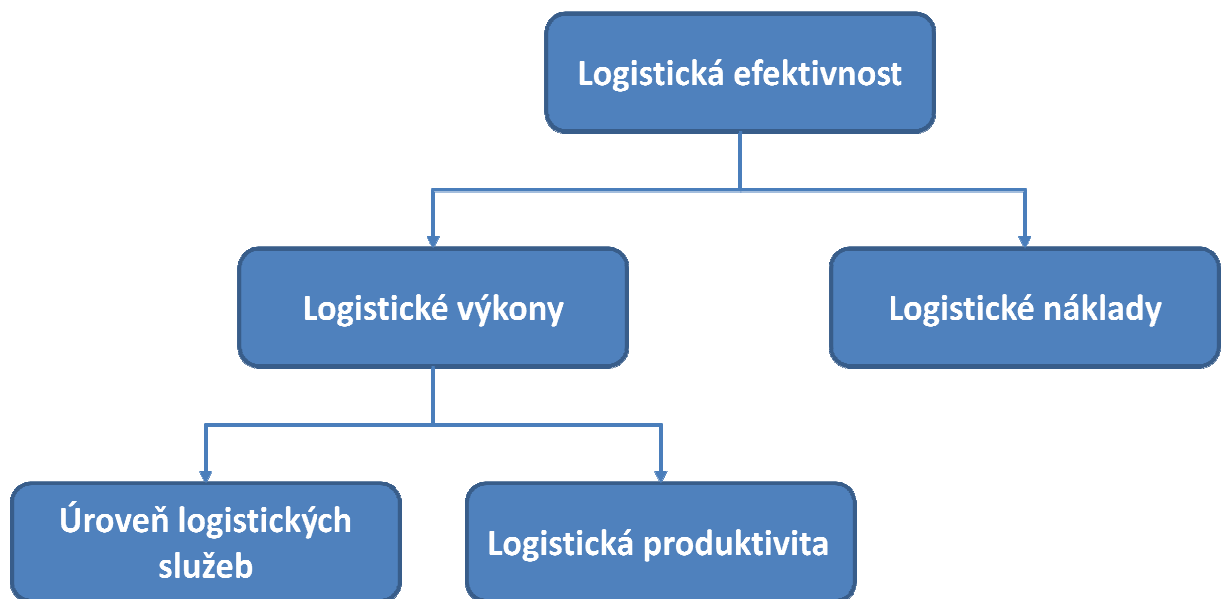 Logistická efektivnost
Logistické výkony
Logistické náklady
Úroveň logistických
služeb
Logistická produktivita